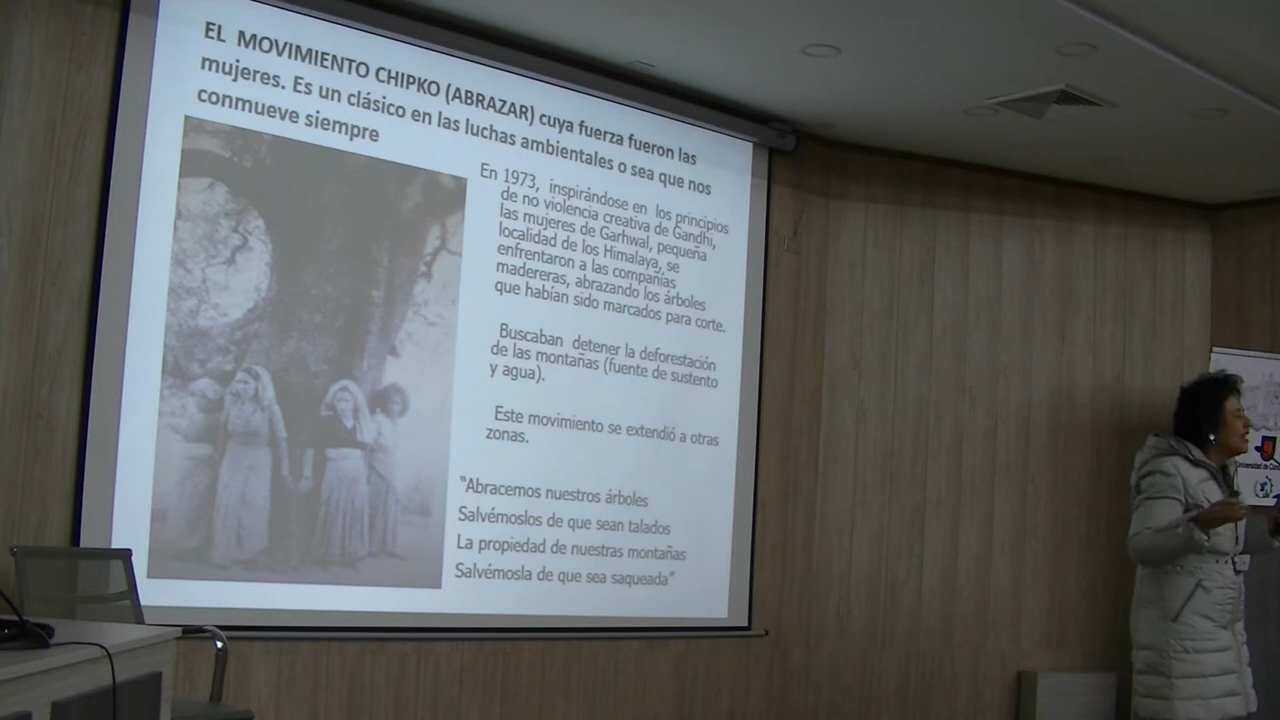 EL MOVIMIENTO CHIPKO (ABRAZAR) cuya fuerza fueron las
mujeres. Es un clásico en las luchas ambientales o sea que nos
conmueve siempre
En 1973, inspirándose en los principios
de no violencia creativa de Gandhi,
las mujeres de Garhwal, pequeña
localidad de los Himalaya, se
enfrentaron a las compañías
madereras, abrazando los árboles
que habían sido marcados para corte.
Buscaban detener la deforestación
de las montañas (fuente de sustento
y agua).
Este movimiento se extendió a otras
zonas.
"Abracemos nuestros árboles
Salvémoslos de que sean talados
La propiedad de nuestras montañas
Salvémosla de que sea saqueada"
Universidad de